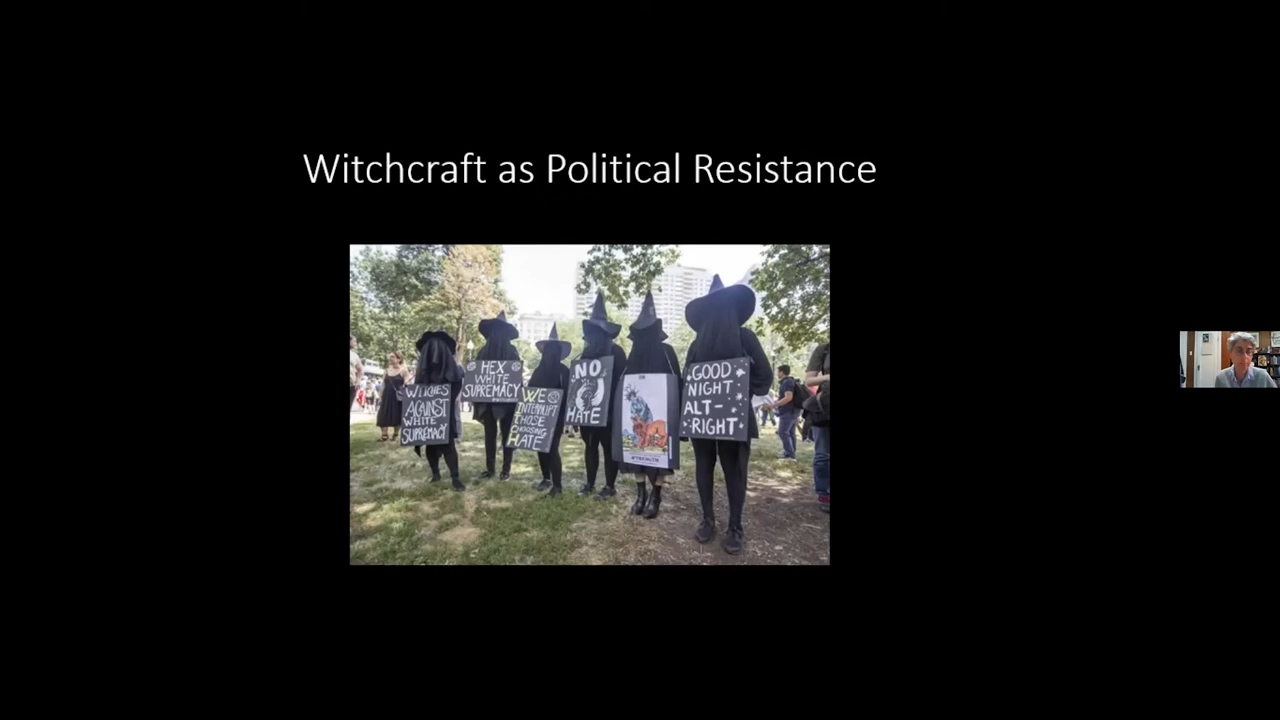 Witchcraft as Political Resistance
WITCHES
AGAINST
WHITE
SUPREMACY
HEX
WHITE
SUPREMACY
WE
INTERRUPT
THOSE
CHOOSING
HATE
NO
HATE
GOOD
NIGHT
ALT-
RIGHT